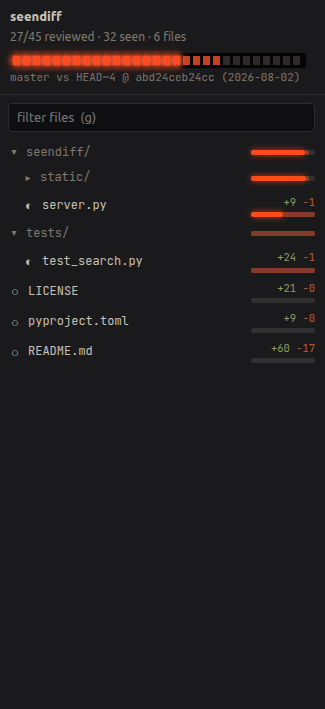 seendiff
27/45 reviewed · 32 seen · 6 files
master vs HEAD~4 @ abd24ceb24cc (2026-08-02)
filter files (g)
▾ seendiff/
▸ static/
◖ server.py +9 -1
▾ tests/
◖ test_search.py +24 -1
○ LICENSE +21 -0
○ pyproject.toml +9 -0
○ README.md +60 -17